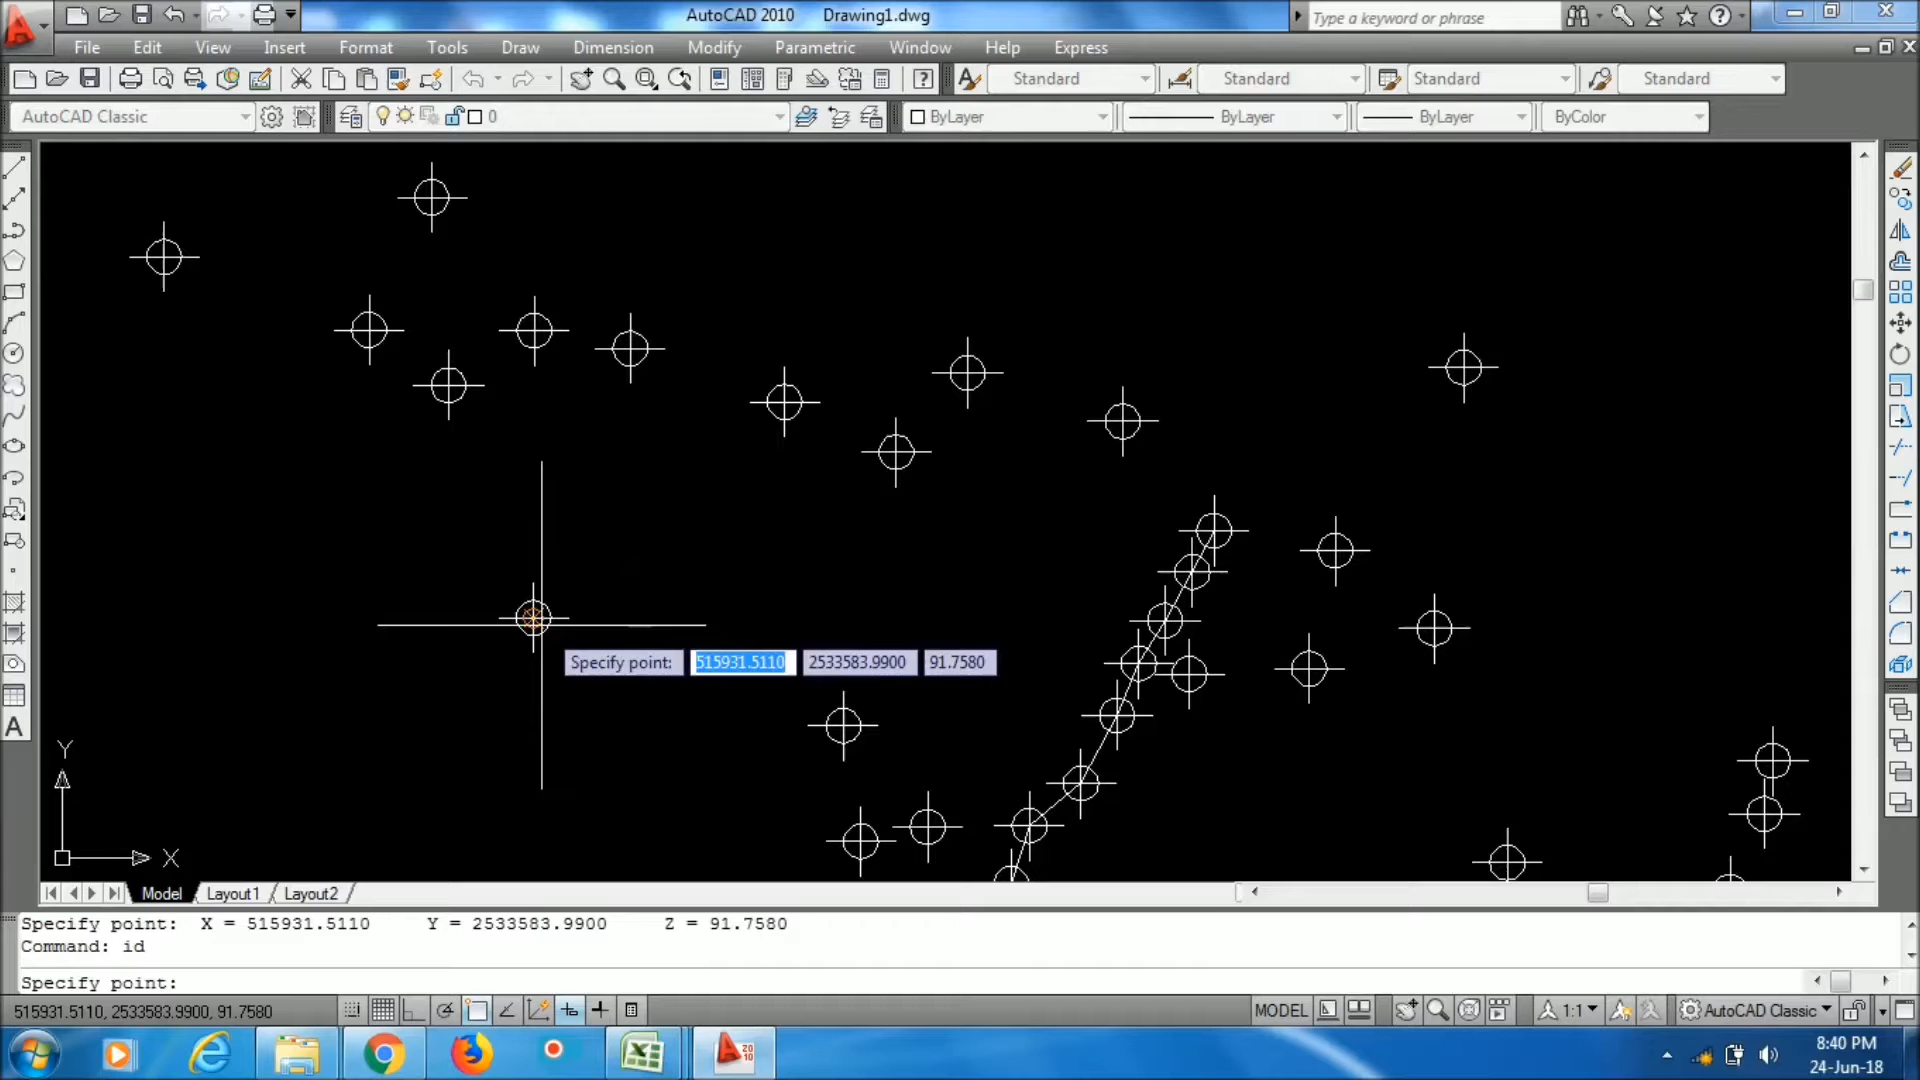 AutoCAD 2010 Drawing1.dwg
Type a keyword or phrase
File Edit View Insert Format Tools Draw Dimension Modify Parametric Window Help Express
Standard Standard Standard Standard
AutoCAD Classic 0 ByLayer ByLayer ByLayer ByColor
Specify point: 515931.5110 2533583.9900 91.7580
A
Y
X
Model Layout1 Layout2
Specify point: X = 515931.5110 Y = 2533583.9900 Z = 91.7580
Command: id
Specify point:
515931.5110, 2533583.9900, 91.7580 MODEL 1:1 AutoCAD Classic
20
10
8:40 PM
24-Jun-18